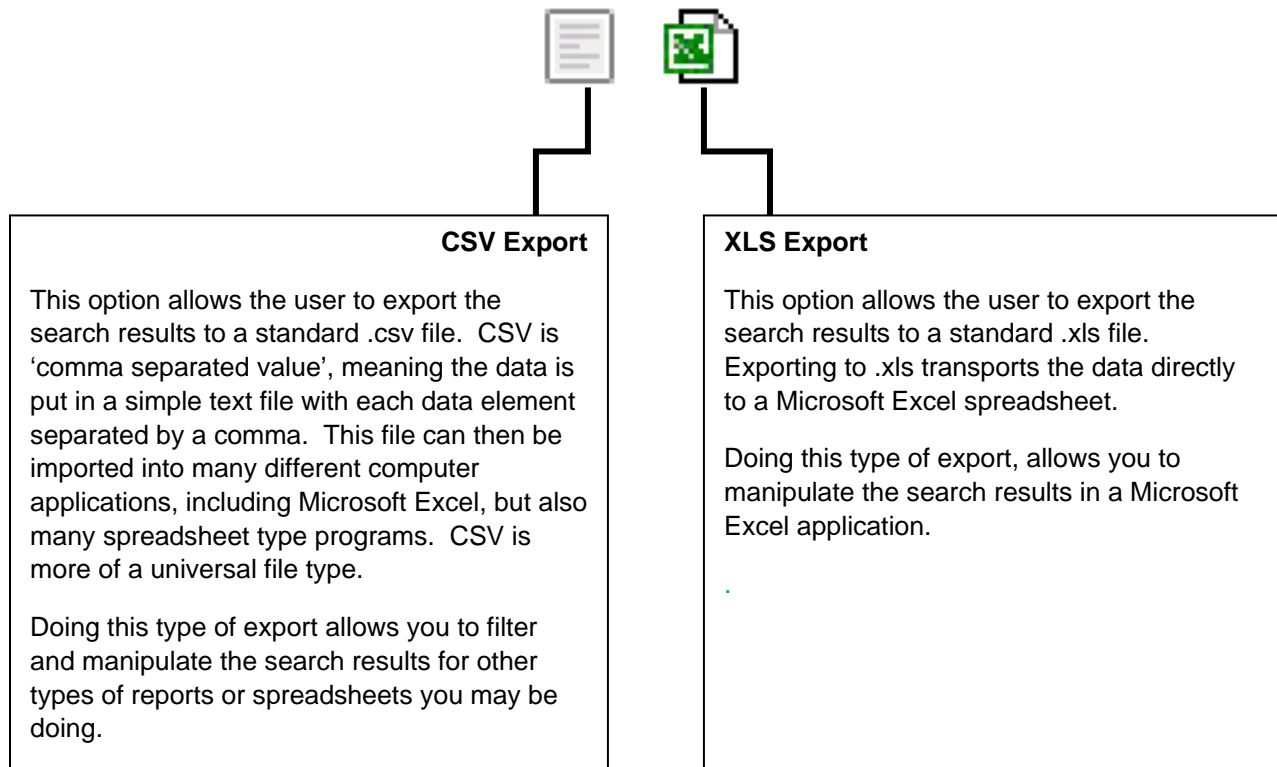 CSV Export
This option allows the user to export the
search results to a standard .csv file.  CSV is
‘comma separated value’, meaning the data is
put in a simple text file with each data element
separated by a comma.  This file can then be
imported into many different computer
applications, including Microsoft Excel, but also
many spreadsheet type programs.  CSV is
more of a universal file type.
Doing this type of export allows you to filter
and manipulate the search results for other
types of reports or spreadsheets you may be
doing.
XLS Export
This option allows the user to export the
search results to a standard .xls file.
Exporting to .xls transports the data directly
to a Microsoft Excel spreadsheet.
Doing this type of export, allows you to
manipulate the search results in a Microsoft
Excel application.
.